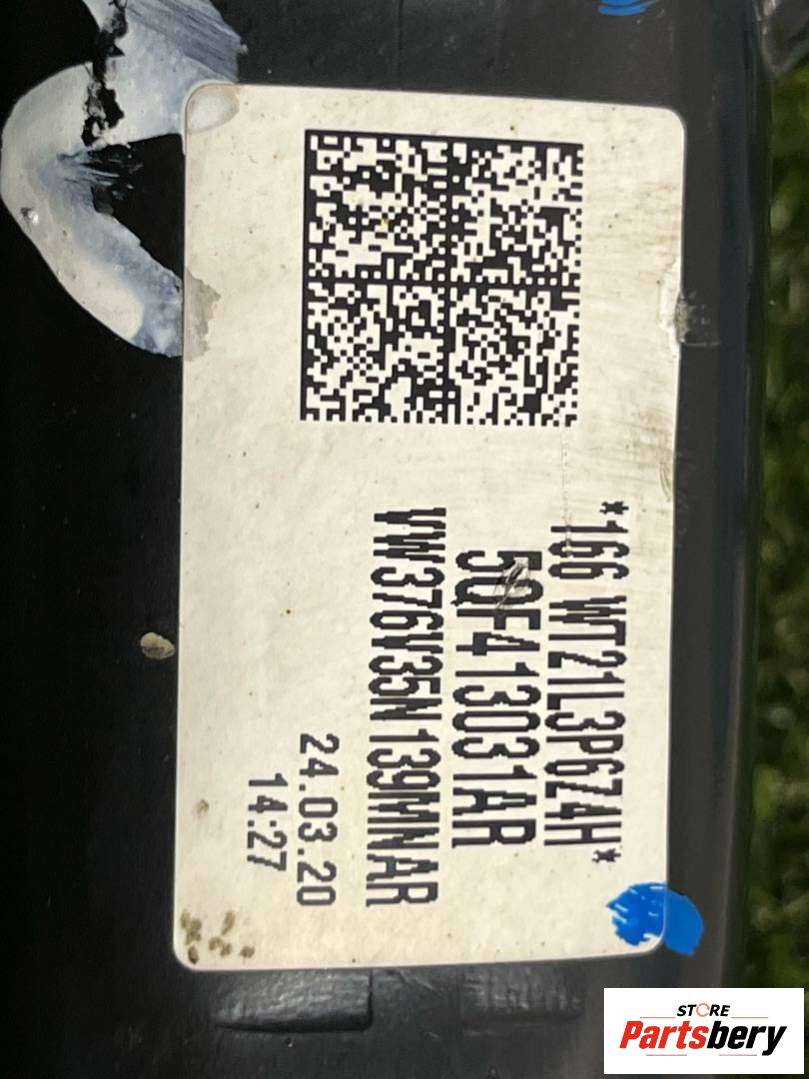 *166 WT21L3P6Z4H*
5QF413031AR
VW376V35N139MNAR
24.03.20
14:27
STORE
Partsbery